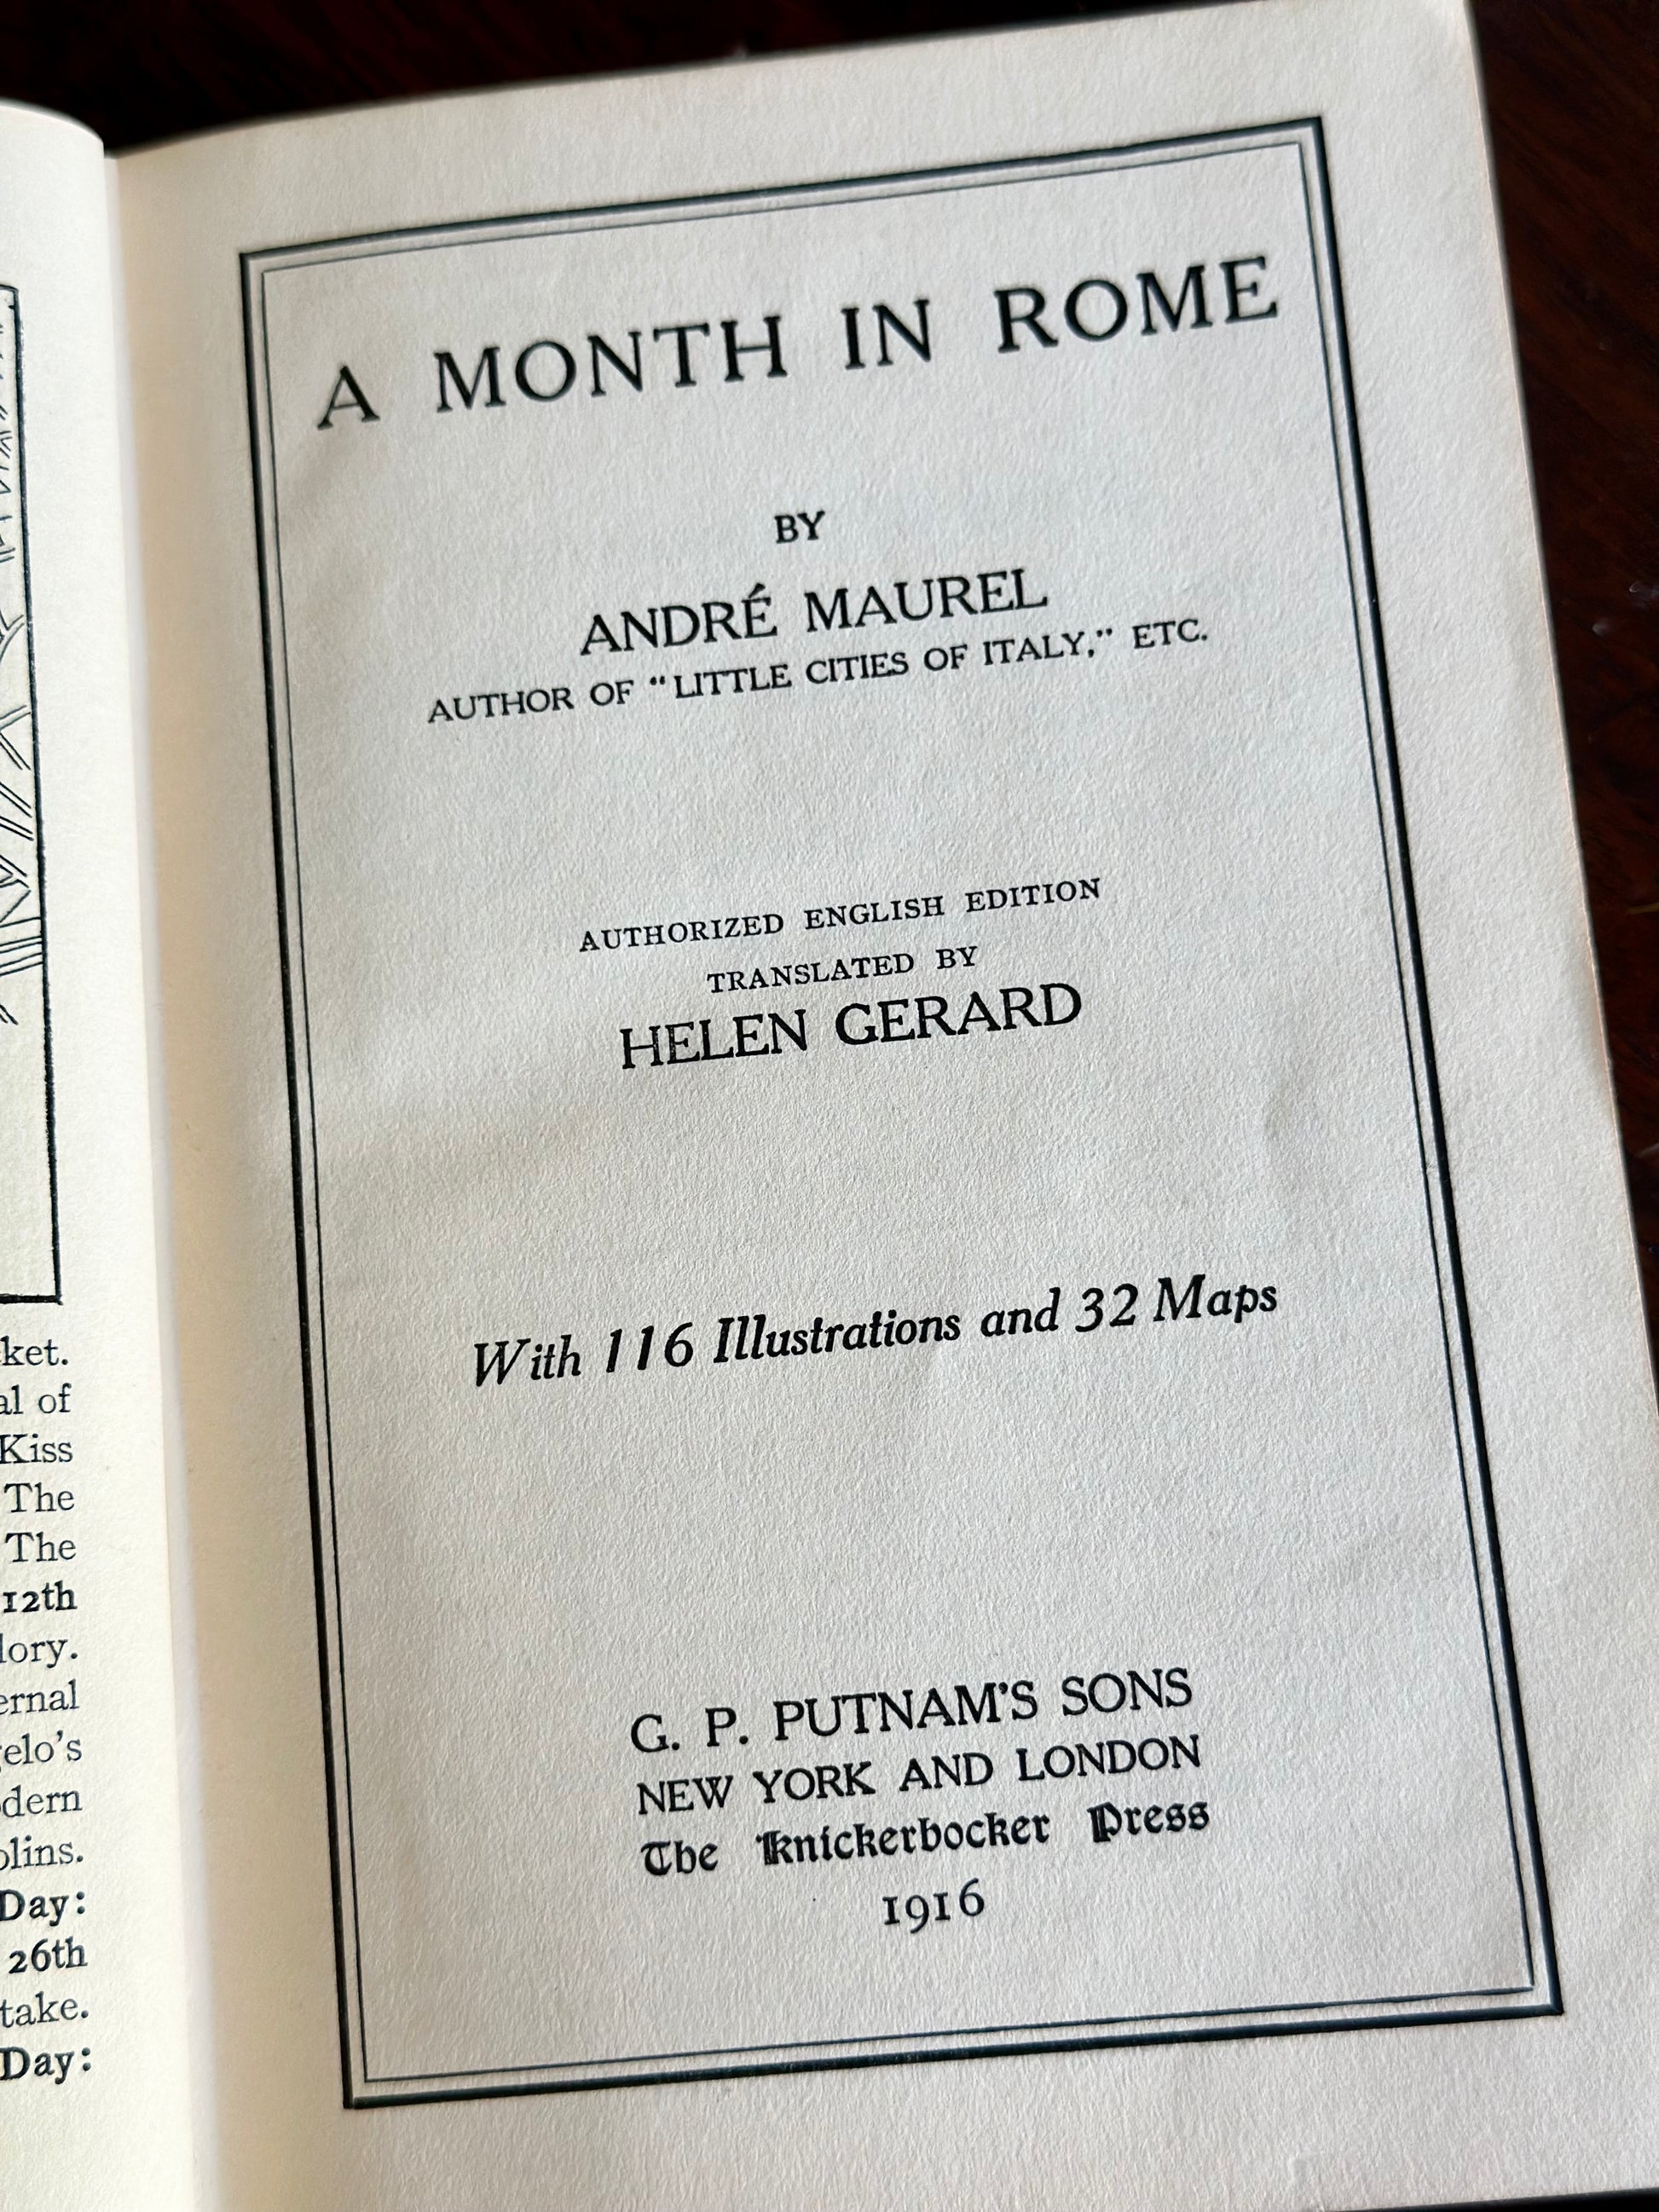 ket.
al of
Kiss
The
The
12th
lory.
ernal
elo's
dern
olins.
Day:
26th
take.
Day:
A MONTH IN ROME
BY
ANDRÉ MAUREL
AUTHOR OF "LITTLE CITIES OF ITALY," ETC.
AUTHORIZED ENGLISH EDITION
TRANSLATED BY
HELEN GERARD
With 116 Illustrations and 32 Maps
G. P. PUTNAM'S SONS
NEW YORK AND LONDON
The Knickerbocker Press
1916